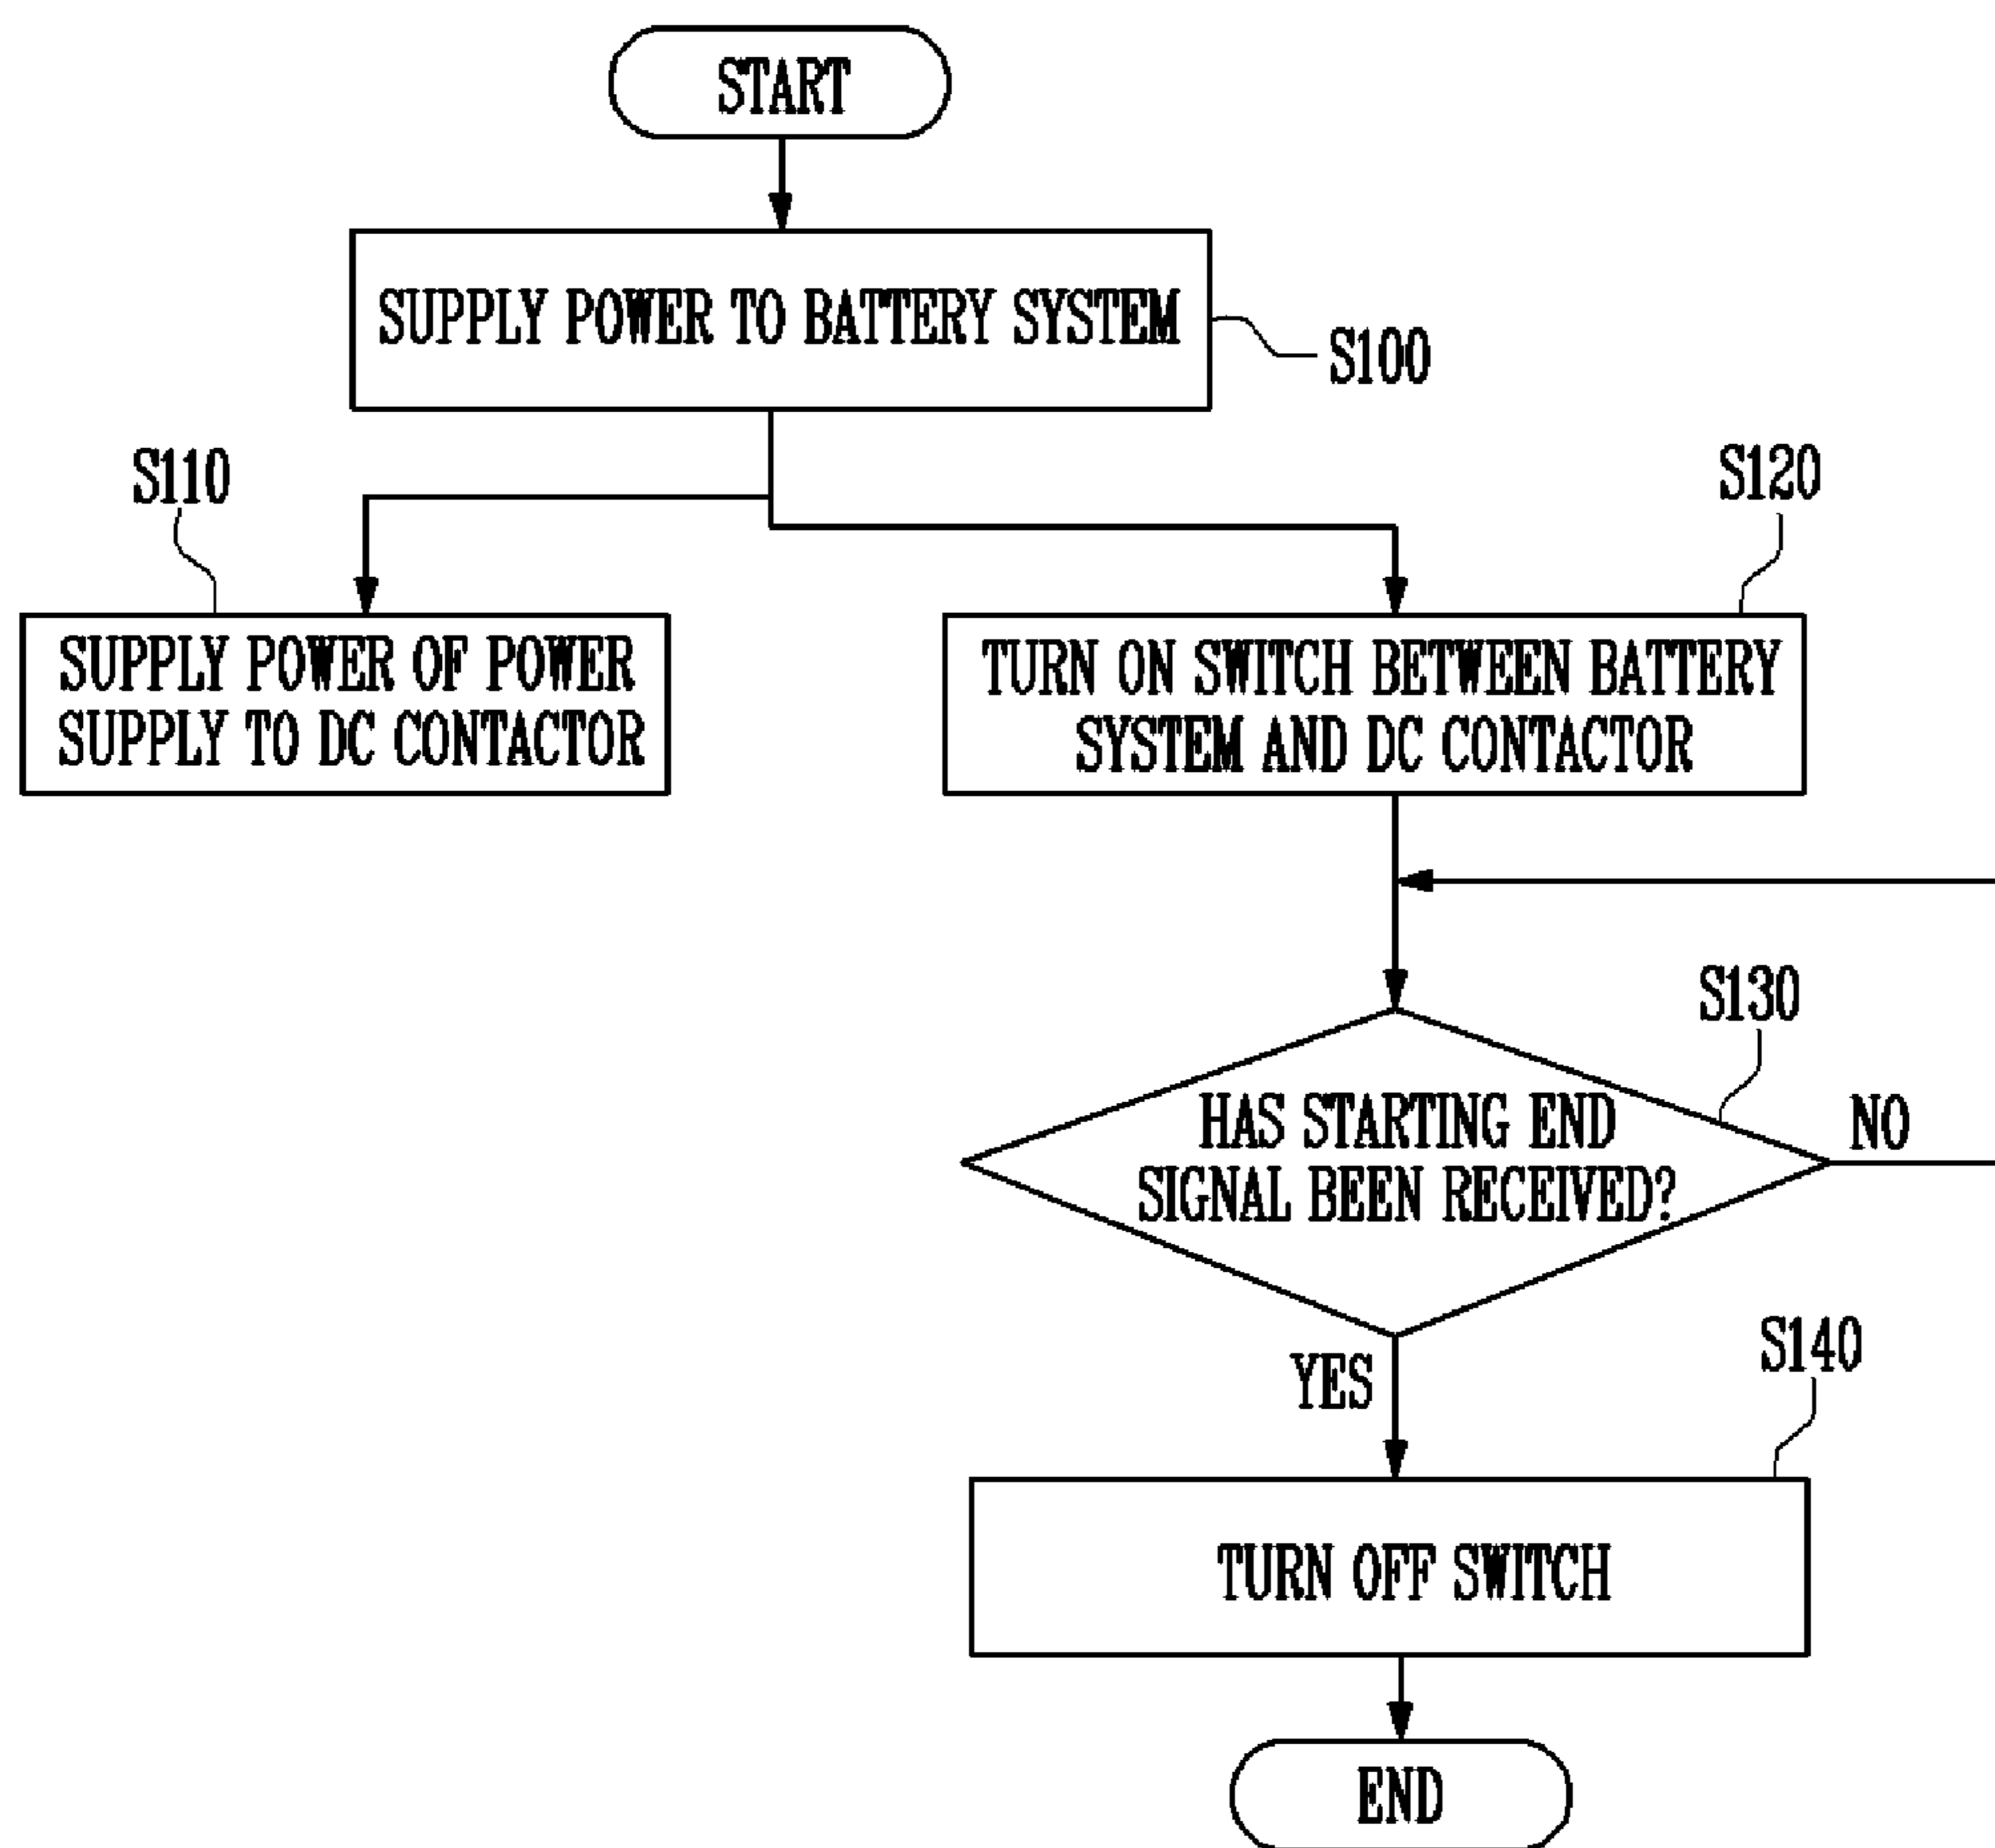 START
SUPPLY POWER TO BATTERY SYSTEM
S100
S110
S120
SUPPLY POWER OF POWER
SUPPLY TO DC CONTACTOR
TURN ON SWITCH BETWEEN BATTERY
SYSTEM AND DC CONTACTOR
S130
HAS STARTING END
SIGNAL BEEN RECEIVED?
NO
YES
S140
TURN OFF SWITCH
END